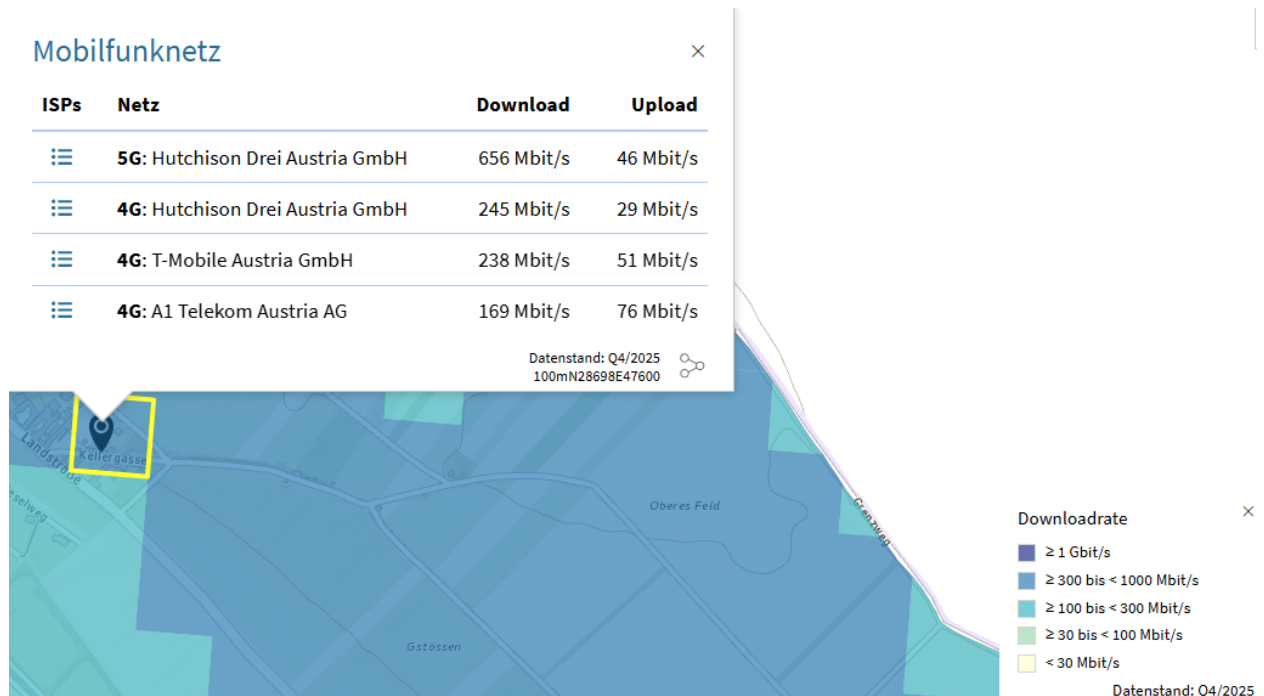 Mobilfunknetz
ISPs Netz Download Upload
5G: Hutchison Drei Austria GmbH 656 Mbit/s 46 Mbit/s
4G: Hutchison Drei Austria GmbH 245 Mbit/s 29 Mbit/s
4G: T-Mobile Austria GmbH 238 Mbit/s 51 Mbit/s
4G: A1 Telekom Austria AG 169 Mbit/s 76 Mbit/s
Datenstand: Q4/2025
100mN28698E47600
Landstraße
Kellergasse
Oberes Feld
Grenzweg
Gstössen
Downloadrate
≥ 1 Gbit/s
≥ 300 bis < 1000 Mbit/s
≥ 100 bis < 300 Mbit/s
≥ 30 bis < 100 Mbit/s
< 30 Mbit/s
Datenstand: Q4/2025